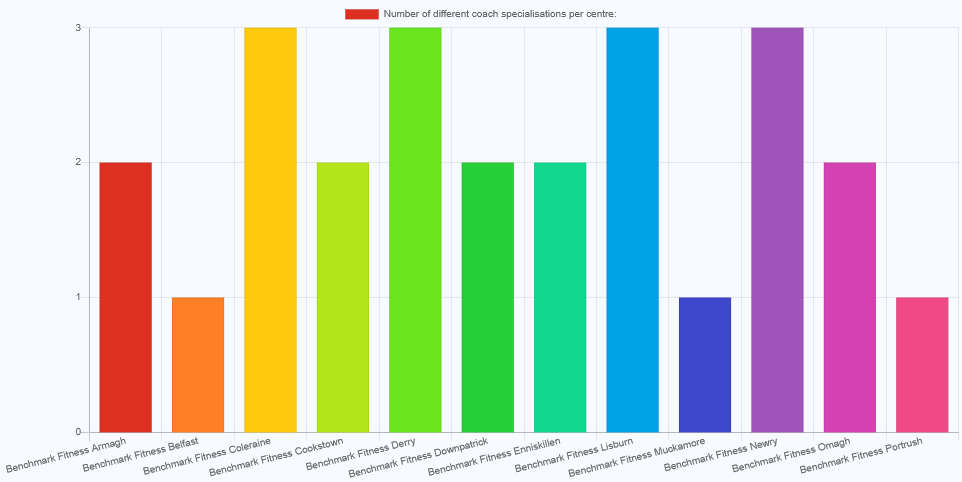 Number of different coach specialisations per centre:
3
2
1
0
Benchmark Fitness Armagh
Benchmark Fitness Belfast
Benchmark Fitness Coleraine
Benchmark Fitness Cookstown
Benchmark Fitness Derry
Benchmark Fitness Downpatrick
Benchmark Fitness Enniskillen
Benchmark Fitness Lisburn
Benchmark Fitness Muckamore
Benchmark Fitness Newry
Benchmark Fitness Omagh
Benchmark Fitness Portrush